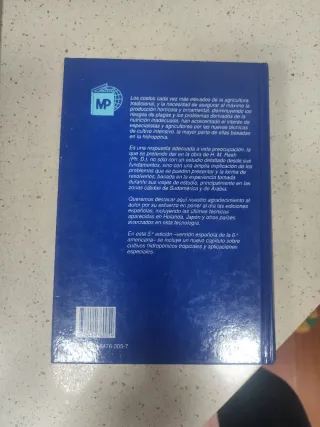 MP
Los costos cada vez más elevados de la agricultura
tradicional, y la necesidad de asegurar al máximo la
producción hortícola y ornamental, disminuyendo los
riesgos de plagas y los problemas derivados de la
nutrición inadecuada, han acrecentado el interés de
especialistas y agricultores por las nuevas técnicas
de cultivo intensivo, la mayor parte de ellas basadas
en la hidroponía.
Es una respuesta adecuada a esta preocupación, la
que se pretende dar en la obra de H. M. Resh
(Ph. D.), no sólo con un estudio detallado desde sus
fundamentos, sino con una amplia explicación de los
problemas que se pueden presentar y la forma de
resolverlos, basada en la experiencia tomada
durante sus viajes de estudio, principalmente en las
zonas cálidas de Sudamérica y de Arabia.
Queremos destacar aquí nuestro agradecimiento al
autor por su esfuerzo en poner al día las ediciones
españolas, incluyendo las últimas técnicas
aparecidas en Holanda, Japón y otros países
avanzados en esta tecnología.
En esta 5.ª edición -versión española de la 6.ª
americana- se incluye un nuevo capítulo sobre
cultivos hidropónicos tropicales y aplicaciones
especiales.
8476-005-7